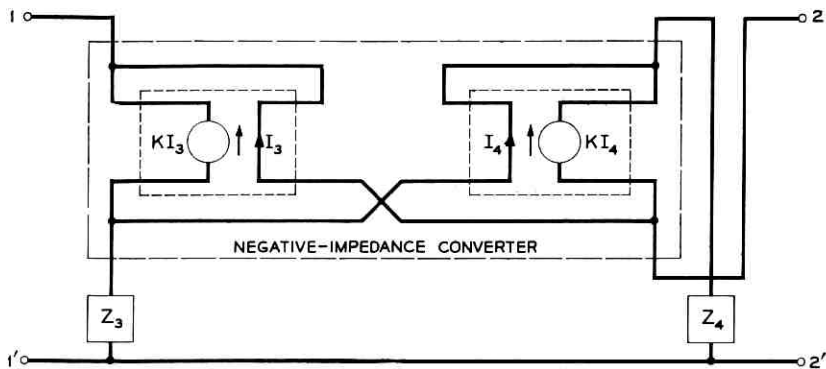 1 2
KI₃ I₃ I₄ KI₄
NEGATIVE-IMPEDANCE CONVERTER
Z₃ Z₄
1' 2'